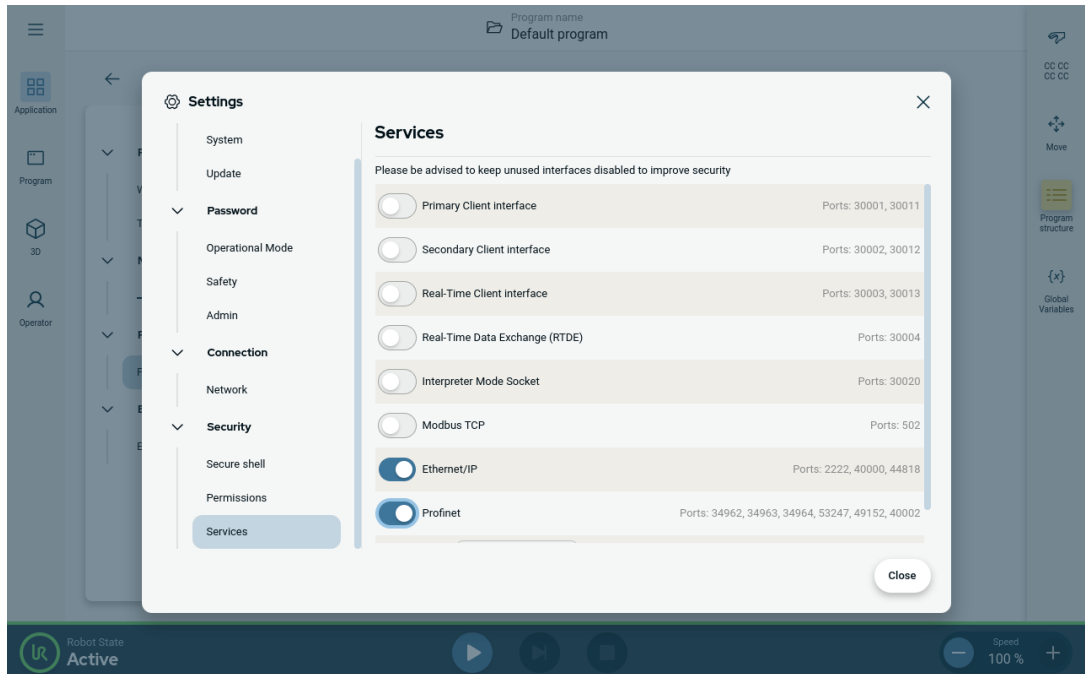 Program name
Default program
Application
Program
3D
Operator
Settings
System
Update
Password
Operational Mode
Safety
Admin
Connection
Network
Security
Secure shell
Permissions
Services
Services
Please be advised to keep unused interfaces disabled to improve security
Primary Client interface Ports: 30001, 30011
Secondary Client interface Ports: 30002, 30012
Real-Time Client interface Ports: 30003, 30013
Real-Time Data Exchange (RTDE) Ports: 30004
Interpreter Mode Socket Ports: 30020
Modbus TCP Ports: 502
Ethernet/IP Ports: 2222, 40000, 44818
Profinet Ports: 34962, 34963, 34964, 53247, 49152, 40002
Close
CC CC
CC CC
Move
Program
structure
{x}
Global
Variables
UR
Robot State
Active
Speed
100 %